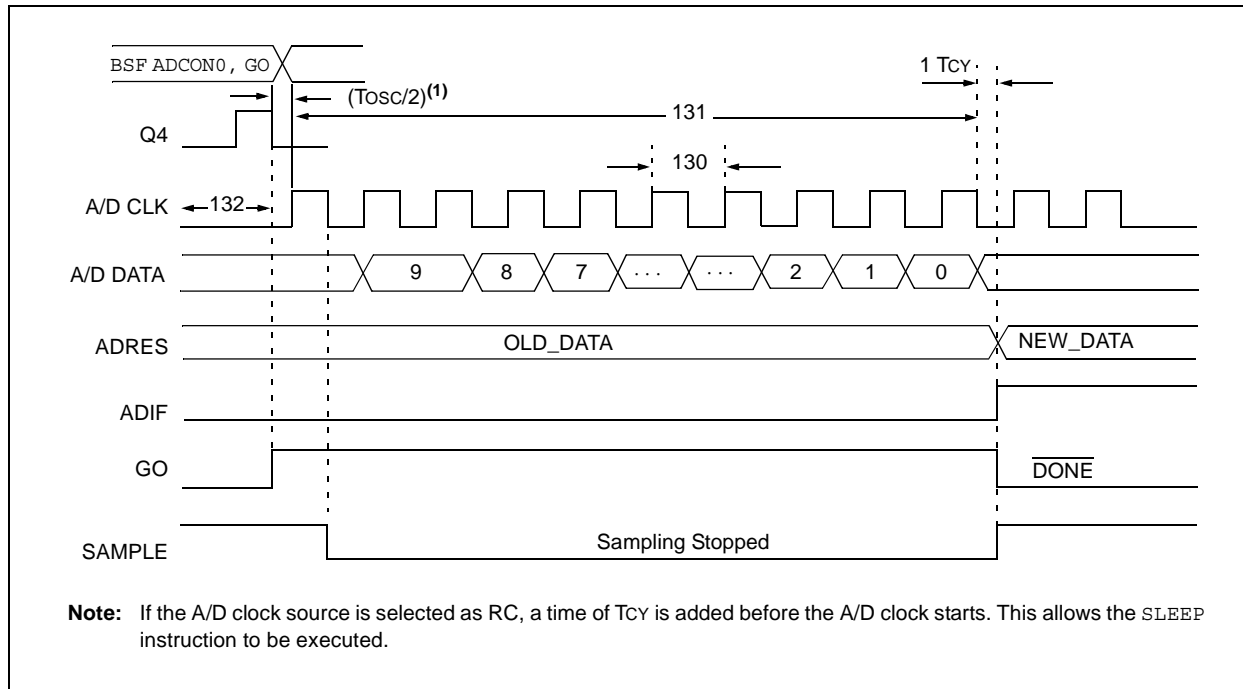 BSF ADCON0, GO
1 TCY
(TOSC/2)(1)
131
Q4
130
A/D CLK
132
A/D DATA
9 8 7 . . . . . . 2 1 0
ADRES
OLD_DATA
NEW_DATA
ADIF
GO
DONE
SAMPLE
Sampling Stopped
Note: If the A/D clock source is selected as RC, a time of TCY is added before the A/D clock starts. This allows the SLEEP
instruction to be executed.